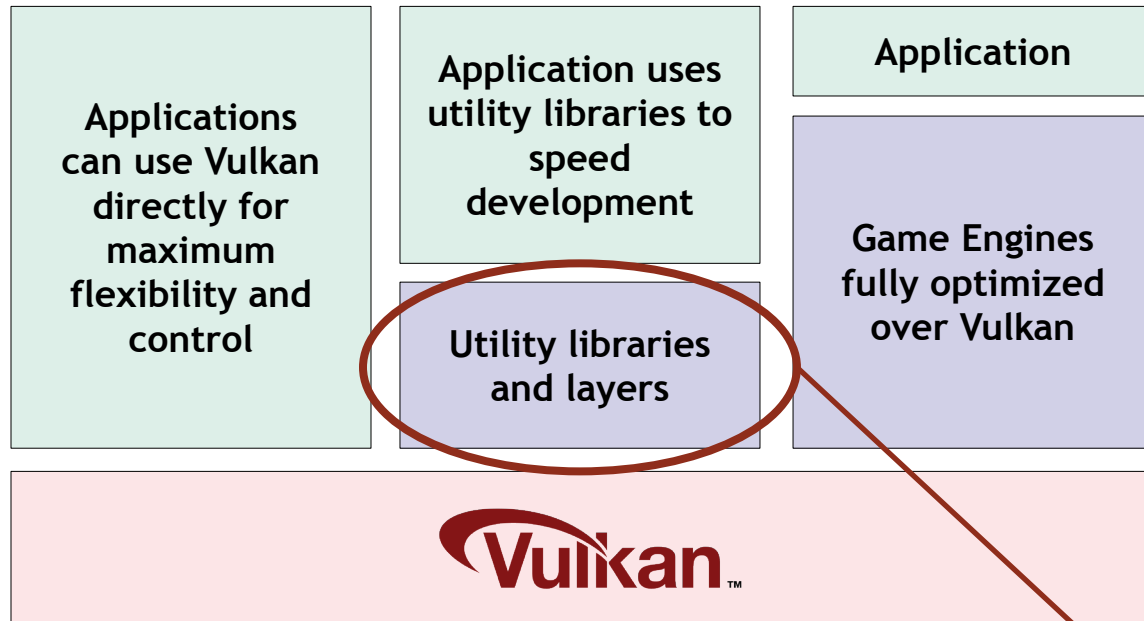 Applications
can use Vulkan
directly for
maximum
flexibility and
control
Application uses
utility libraries to
speed
development
Utility libraries
and layers
Application
Game Engines
fully optimized
over Vulkan
Vulkan™